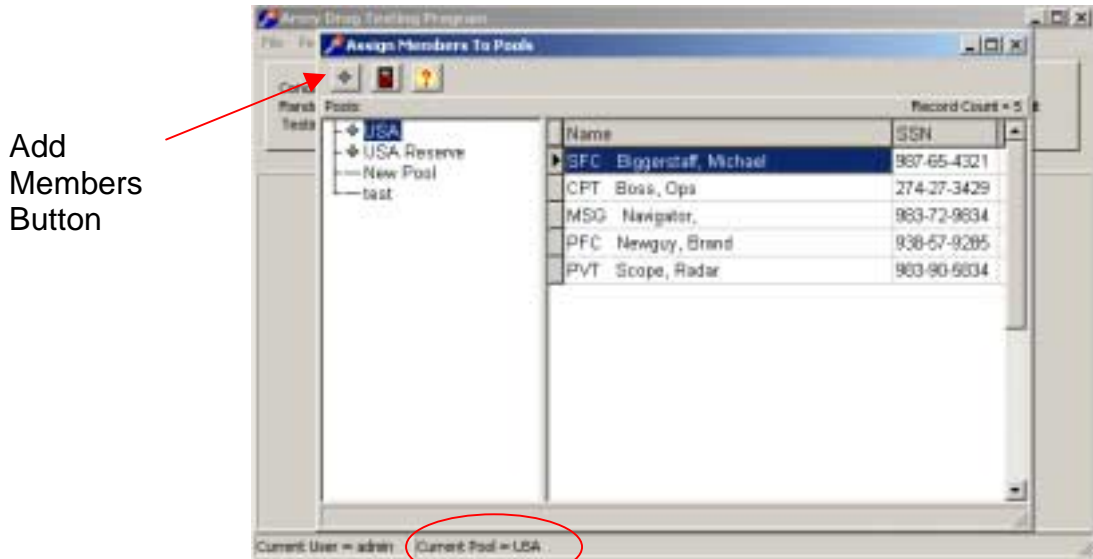 Army Drug Testing Program
File
Assign Members To Pools
Add
Members
Button
Pools
Record Count = 5
USA
USA Reserve
New Pool
test
Name SSN
SFC Biggerstaff, Michael 987-65-4321
CPT Boss, Ops 274-27-3429
MSG Navigator, 983-72-9834
PFC Newguy, Brand 938-57-9285
PVT Scope, Radar 983-90-5834
Current User = admin Current Pool = USA